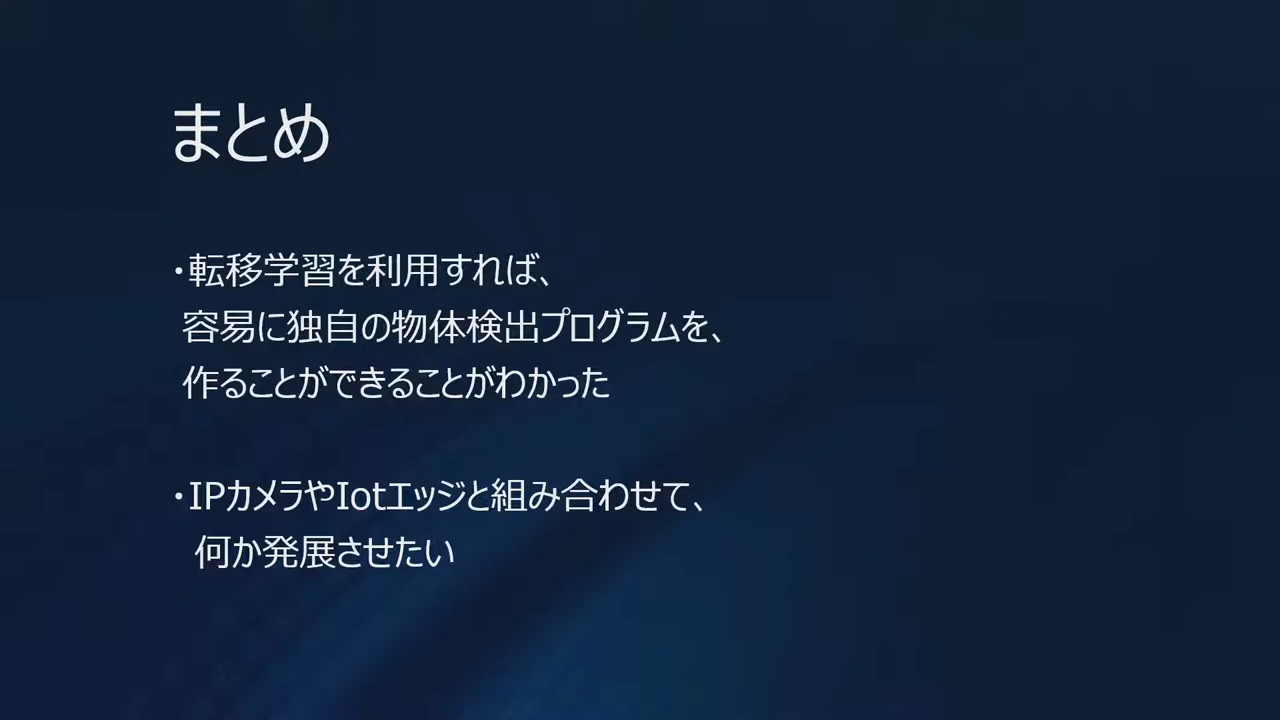 まとめ
・転移学習を利用すれば、
容易に独自の物体検出プログラムを、
作ることができることがわかった
・IPカメラやIotエッジと組み合わせて、
何か発展させたい